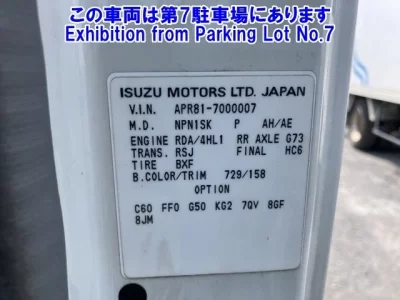 この車両は第7駐車場にあります
Exhibition from Parking Lot No.7
ISUZU MOTORS LTD. JAPAN
V.I.N. APR81-7000007
M.D. NPN1SK P AH/AE
ENGINE RDA/4HL1 RR AXLE G73
TRANS. RSJ FINAL HC6
TIRE BXF
B.COLOR/TRIM 729/158
OPTION
C60 FF0 G50 KG2 7QV 8GF
8JM